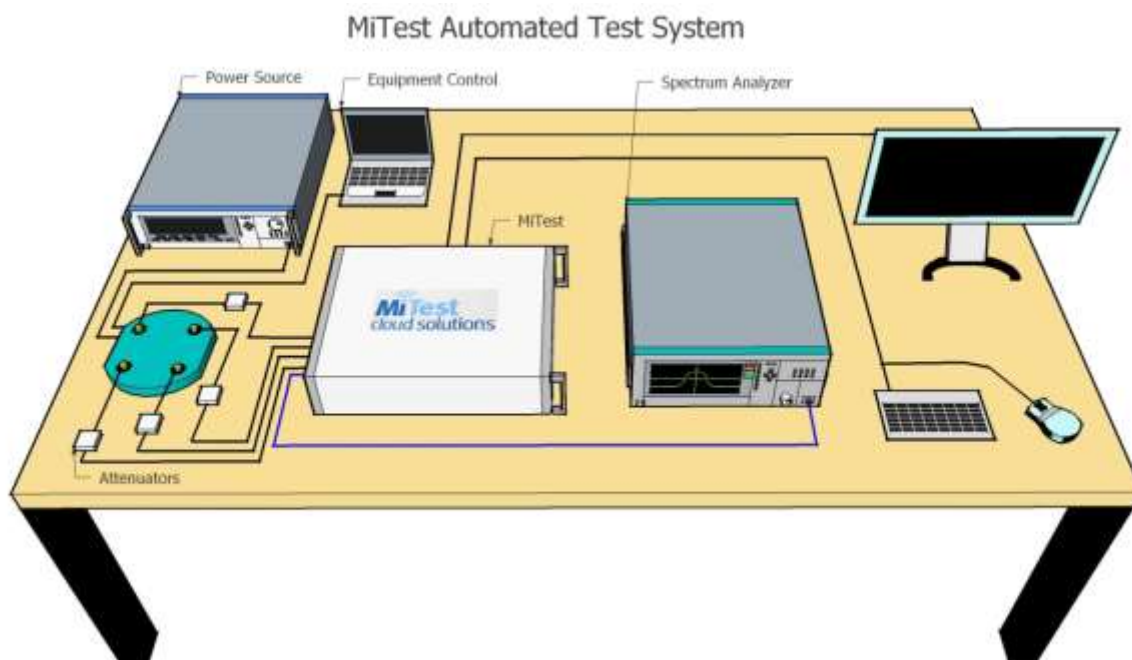 MiTest Automated Test System
Power Source
Equipment Control
Spectrum Analyzer
MiTest
MiTest
cloud solutions
Attenuators